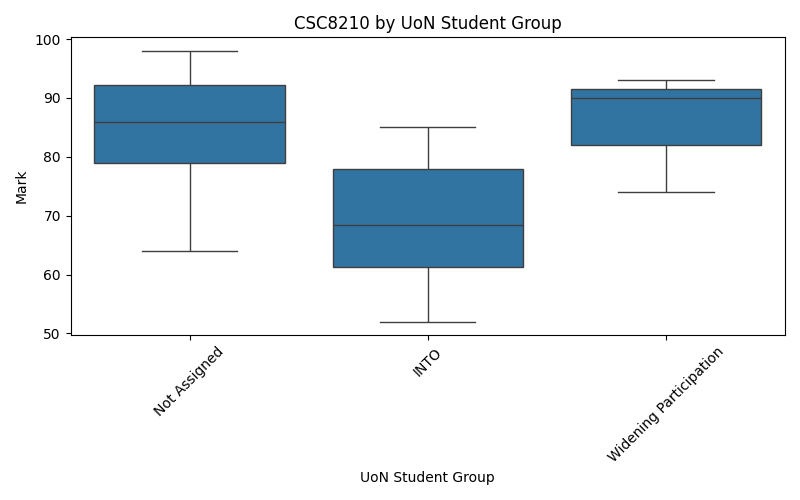 CSC8210 by UoN Student Group
Mark
100
90
80
70
60
50
Not Assigned
INTO
Widening Participation
UoN Student Group